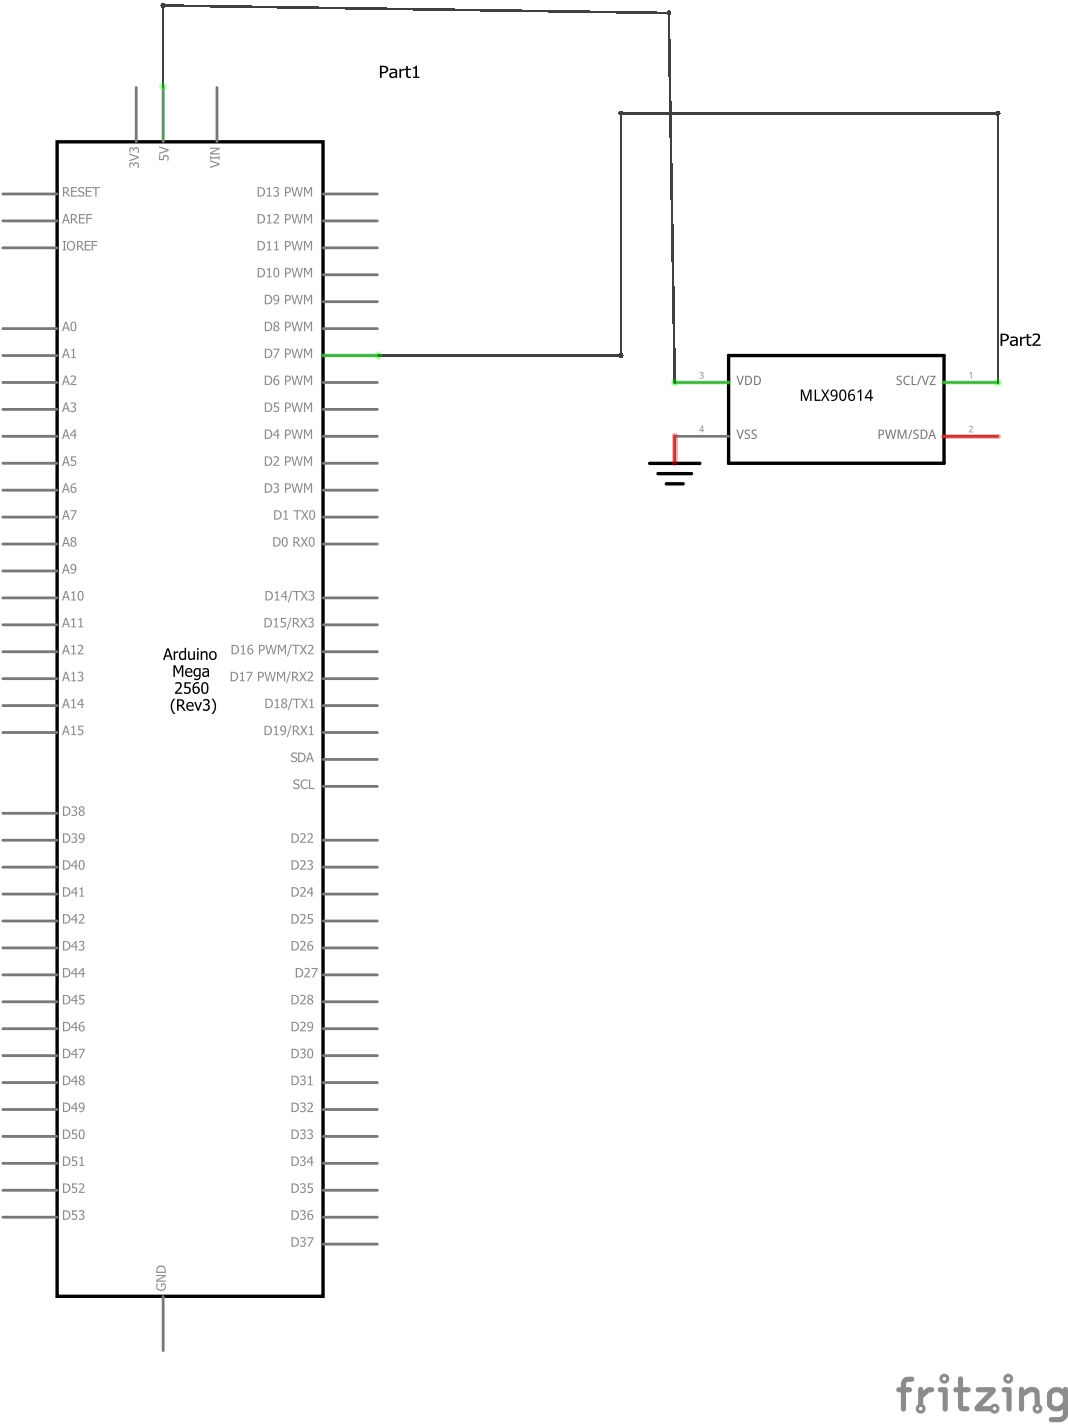 Part1
3V3
5V
VIN
RESET
D13 PWM
AREF
D12 PWM
IOREF
D11 PWM
D10 PWM
D9 PWM
A0
D8 PWM
A1
D7 PWM
Part2
A2
D6 PWM
3
VDD
SCL/VZ
1
MLX90614
A3
D5 PWM
A4
D4 PWM
4
VSS
PWM/SDA
2
A5
D2 PWM
A6
D3 PWM
A7
D1 TX0
A8
D0 RX0
A9
A10
D14/TX3
A11
D15/RX3
A12
D16 PWM/TX2
Arduino
Mega
2560
(Rev3)
A13
D17 PWM/RX2
A14
D18/TX1
A15
D19/RX1
SDA
SCL
D38
D39
D22
D40
D23
D41
D24
D42
D25
D43
D26
D44
D27
D45
D28
D46
D29
D47
D30
D48
D31
D49
D32
D50
D33
D51
D34
D52
D35
D53
D36
D37
GND
fritzing